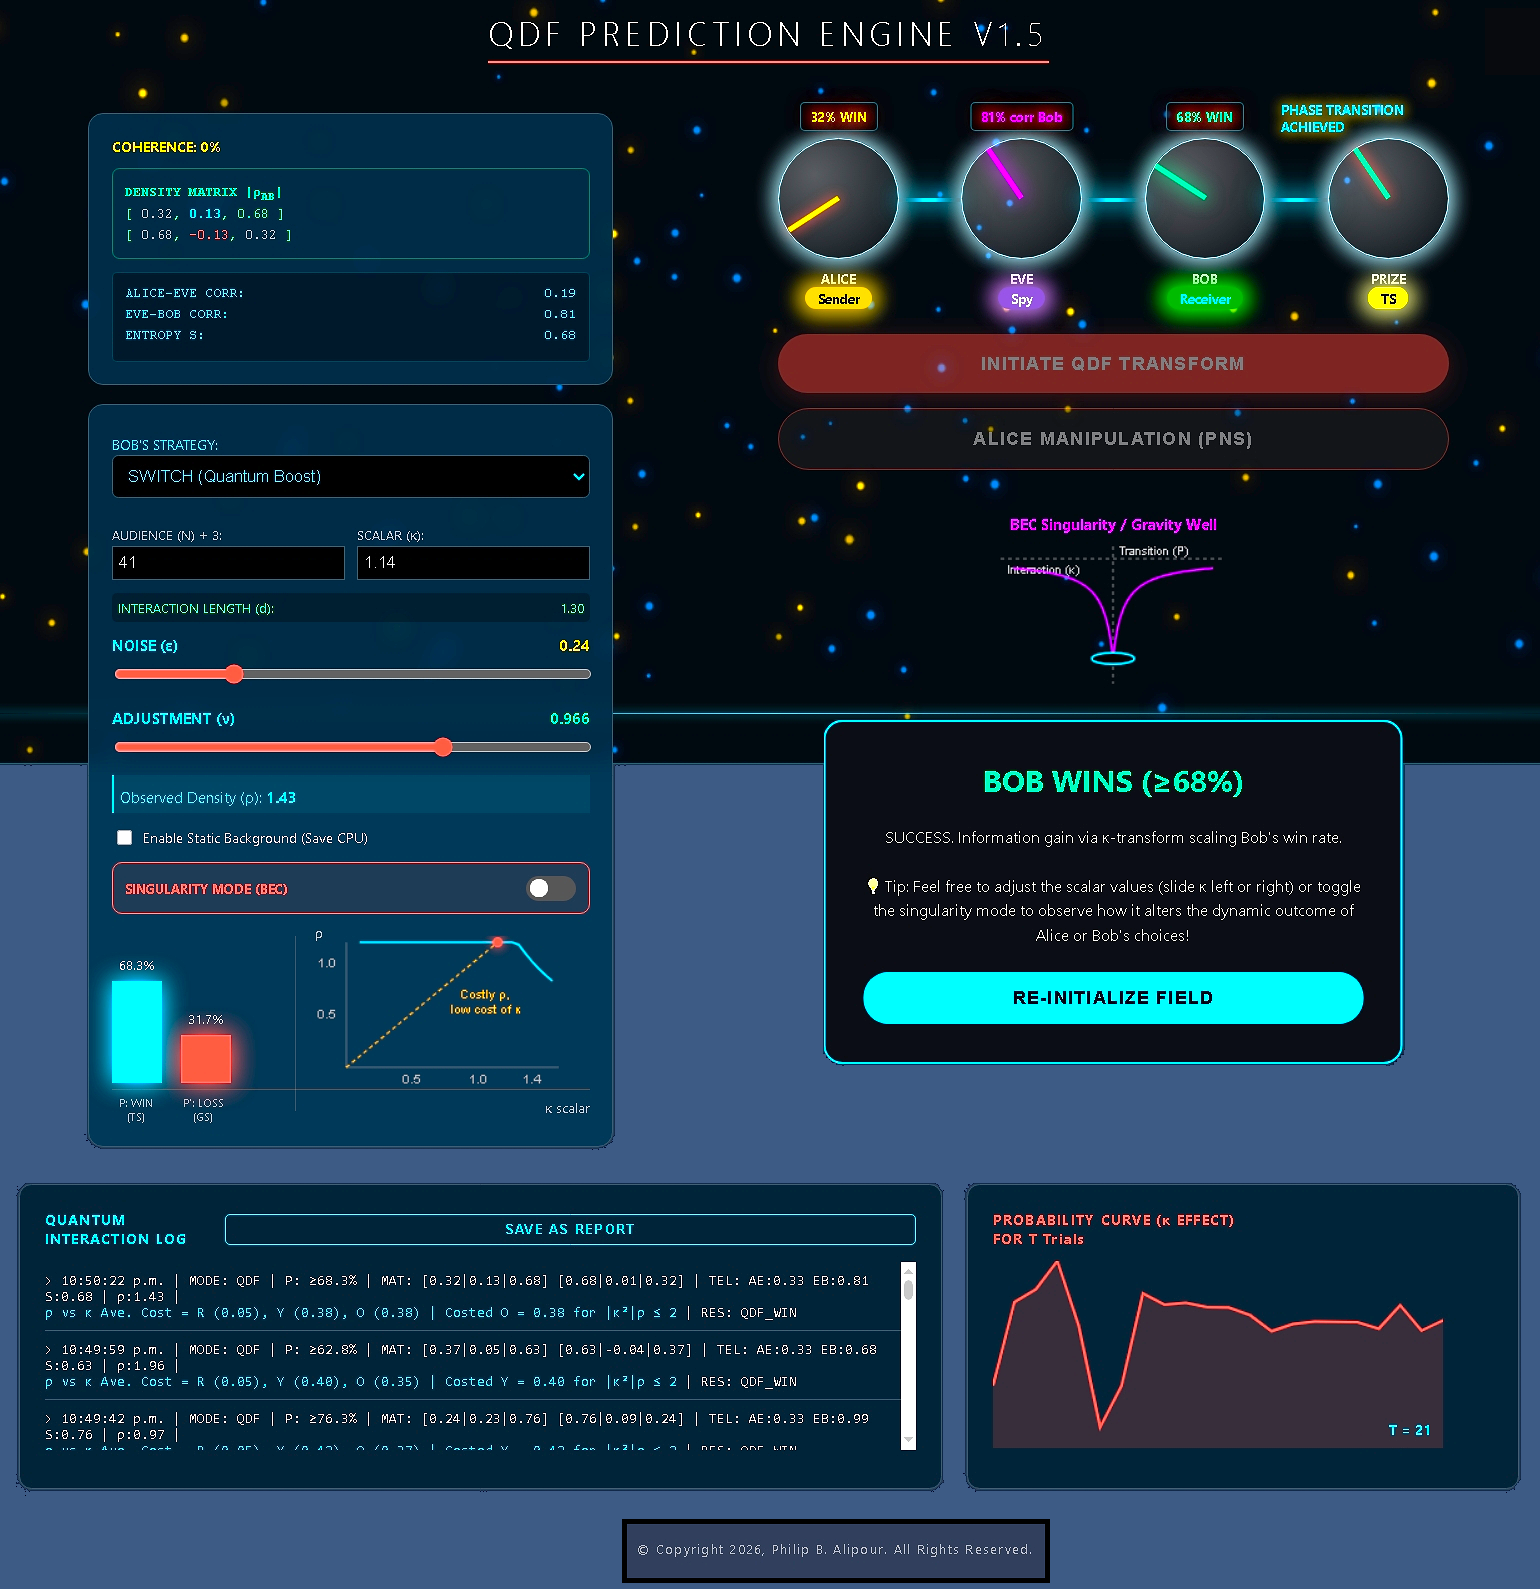 QDF PREDICTION ENGINE V1.5
COHERENCE: 0%
DENSITY MATRIX |ρAB|
[ 0.32, 0.13, 0.68 ]
[ 0.68, -0.13, 0.32 ]
ALICE-EVE CORR: 0.19
EVE-BOB CORR: 0.81
ENTROPY S: 0.68
BOB'S STRATEGY:
SWITCH (Quantum Boost)
AUDIENCE (N) + 3: SCALAR (κ):
41 1.14
INTERACTION LENGTH (d): 1.30
NOISE (ε) 0.24
ADJUSTMENT (ν) 0.966
Observed Density (ρ): 1.43
Enable Static Background (Save CPU)
SINGULARITY MODE (BEC)
68.3%
31.7%
P: WIN
(TS)
P': LOSS
(GS)
ρ
1.0
0.5
Costly ρ,
low cost of κ
0.5 1.0 1.4
κ scalar
32% WIN
81% corr Bob
68% WIN
PHASE TRANSITION
ACHIEVED
ALICE EVE BOB PRIZE
Sender Spy Receiver TS
INITIATE QDF TRANSFORM
ALICE MANIPULATION (PNS)
BEC Singularity / Gravity Well
Transition (P)
Interaction (κ)
BOB WINS (≥68%)
SUCCESS. Information gain via κ-transform scaling Bob's win rate.
💡 Tip: Feel free to adjust the scalar values (slide κ left or right) or toggle
the singularity mode to observe how it alters the dynamic outcome of
Alice or Bob's choices!
RE-INITIALIZE FIELD
QUANTUM
INTERACTION LOG
SAVE AS REPORT
> 10:50:22 p.m. | MODE: QDF | P: ≥68.3% | MAT: [0.32|0.13|0.68] [0.68|0.01|0.32] | TEL: AE:0.33 EB:0.81
S:0.68 | ρ:1.43 |
ρ vs κ Ave. Cost = R (0.05), Y (0.38), O (0.38) | Costed O = 0.38 for |κ²|ρ ≤ 2 | RES: QDF_WIN
> 10:49:59 p.m. | MODE: QDF | P: ≥62.8% | MAT: [0.37|0.05|0.63] [0.63|-0.04|0.37] | TEL: AE:0.33 EB:0.68
S:0.63 | ρ:1.96 |
ρ vs κ Ave. Cost = R (0.05), Y (0.40), O (0.35) | Costed Y = 0.40 for |κ²|ρ ≤ 2 | RES: QDF_WIN
> 10:49:42 p.m. | MODE: QDF | P: ≥76.3% | MAT: [0.24|0.23|0.76] [0.76|0.09|0.24] | TEL: AE:0.33 EB:0.99
S:0.76 | ρ:0.97 |
PROBABILITY CURVE (κ EFFECT)
FOR T Trials
T = 21
© Copyright 2026, Philip B. Alipour. All Rights Reserved.